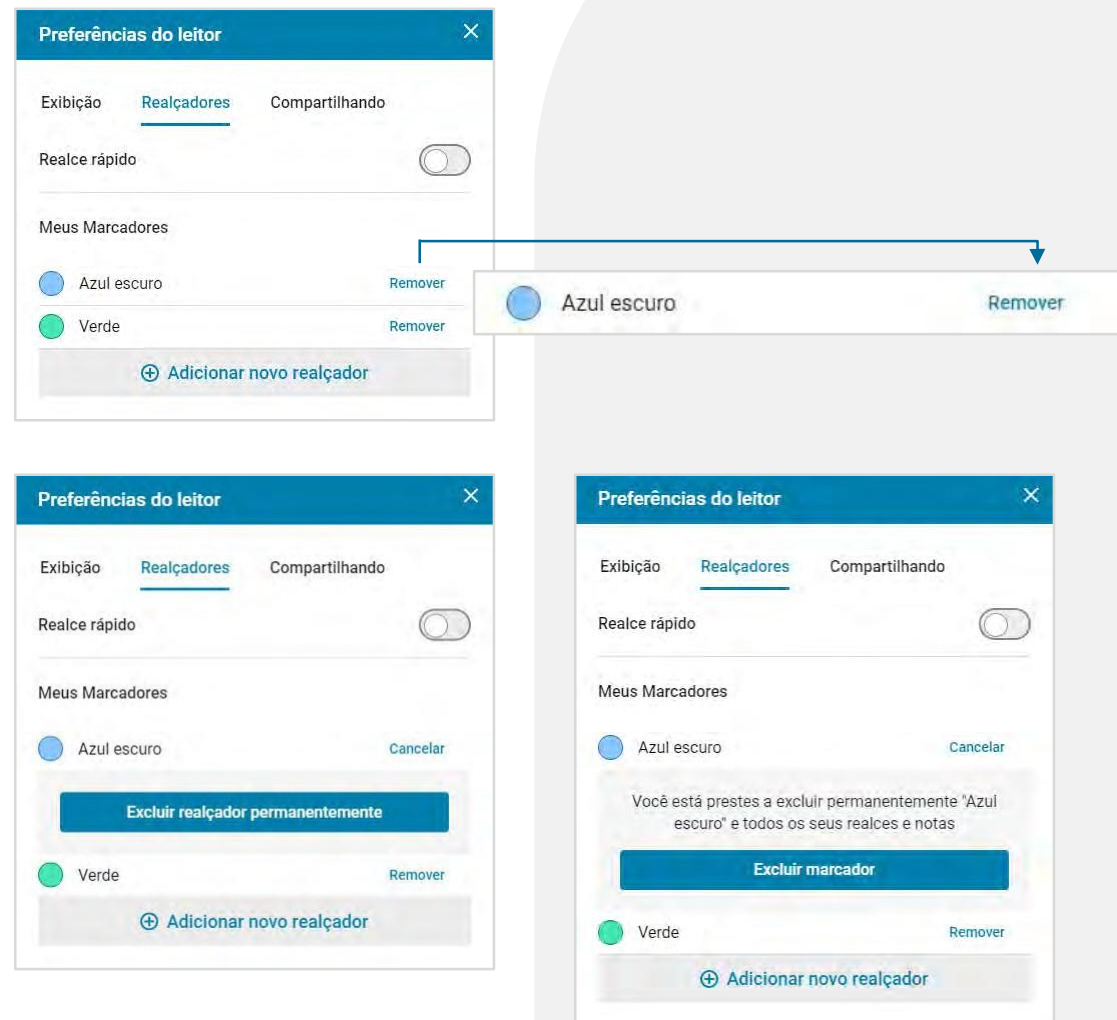 Preferências do leitor
Exibição Realçadores Compartilhando
Realce rápido
Meus Marcadores
Azul escuro Remover
Verde Remover
Adicionar novo realçador
Azul escuro Remover
Preferências do leitor
Exibição Realçadores Compartilhando
Realce rápido
Meus Marcadores
Azul escuro Cancelar
Excluir realçador permanentemente
Verde Remover
Adicionar novo realçador
Preferências do leitor
Exibição Realçadores Compartilhando
Realce rápido
Meus Marcadores
Azul escuro Cancelar
Você está prestes a excluir permanentemente "Azul
escuro" e todos os seus realces e notas
Excluir marcador
Verde Remover
Adicionar novo realçador